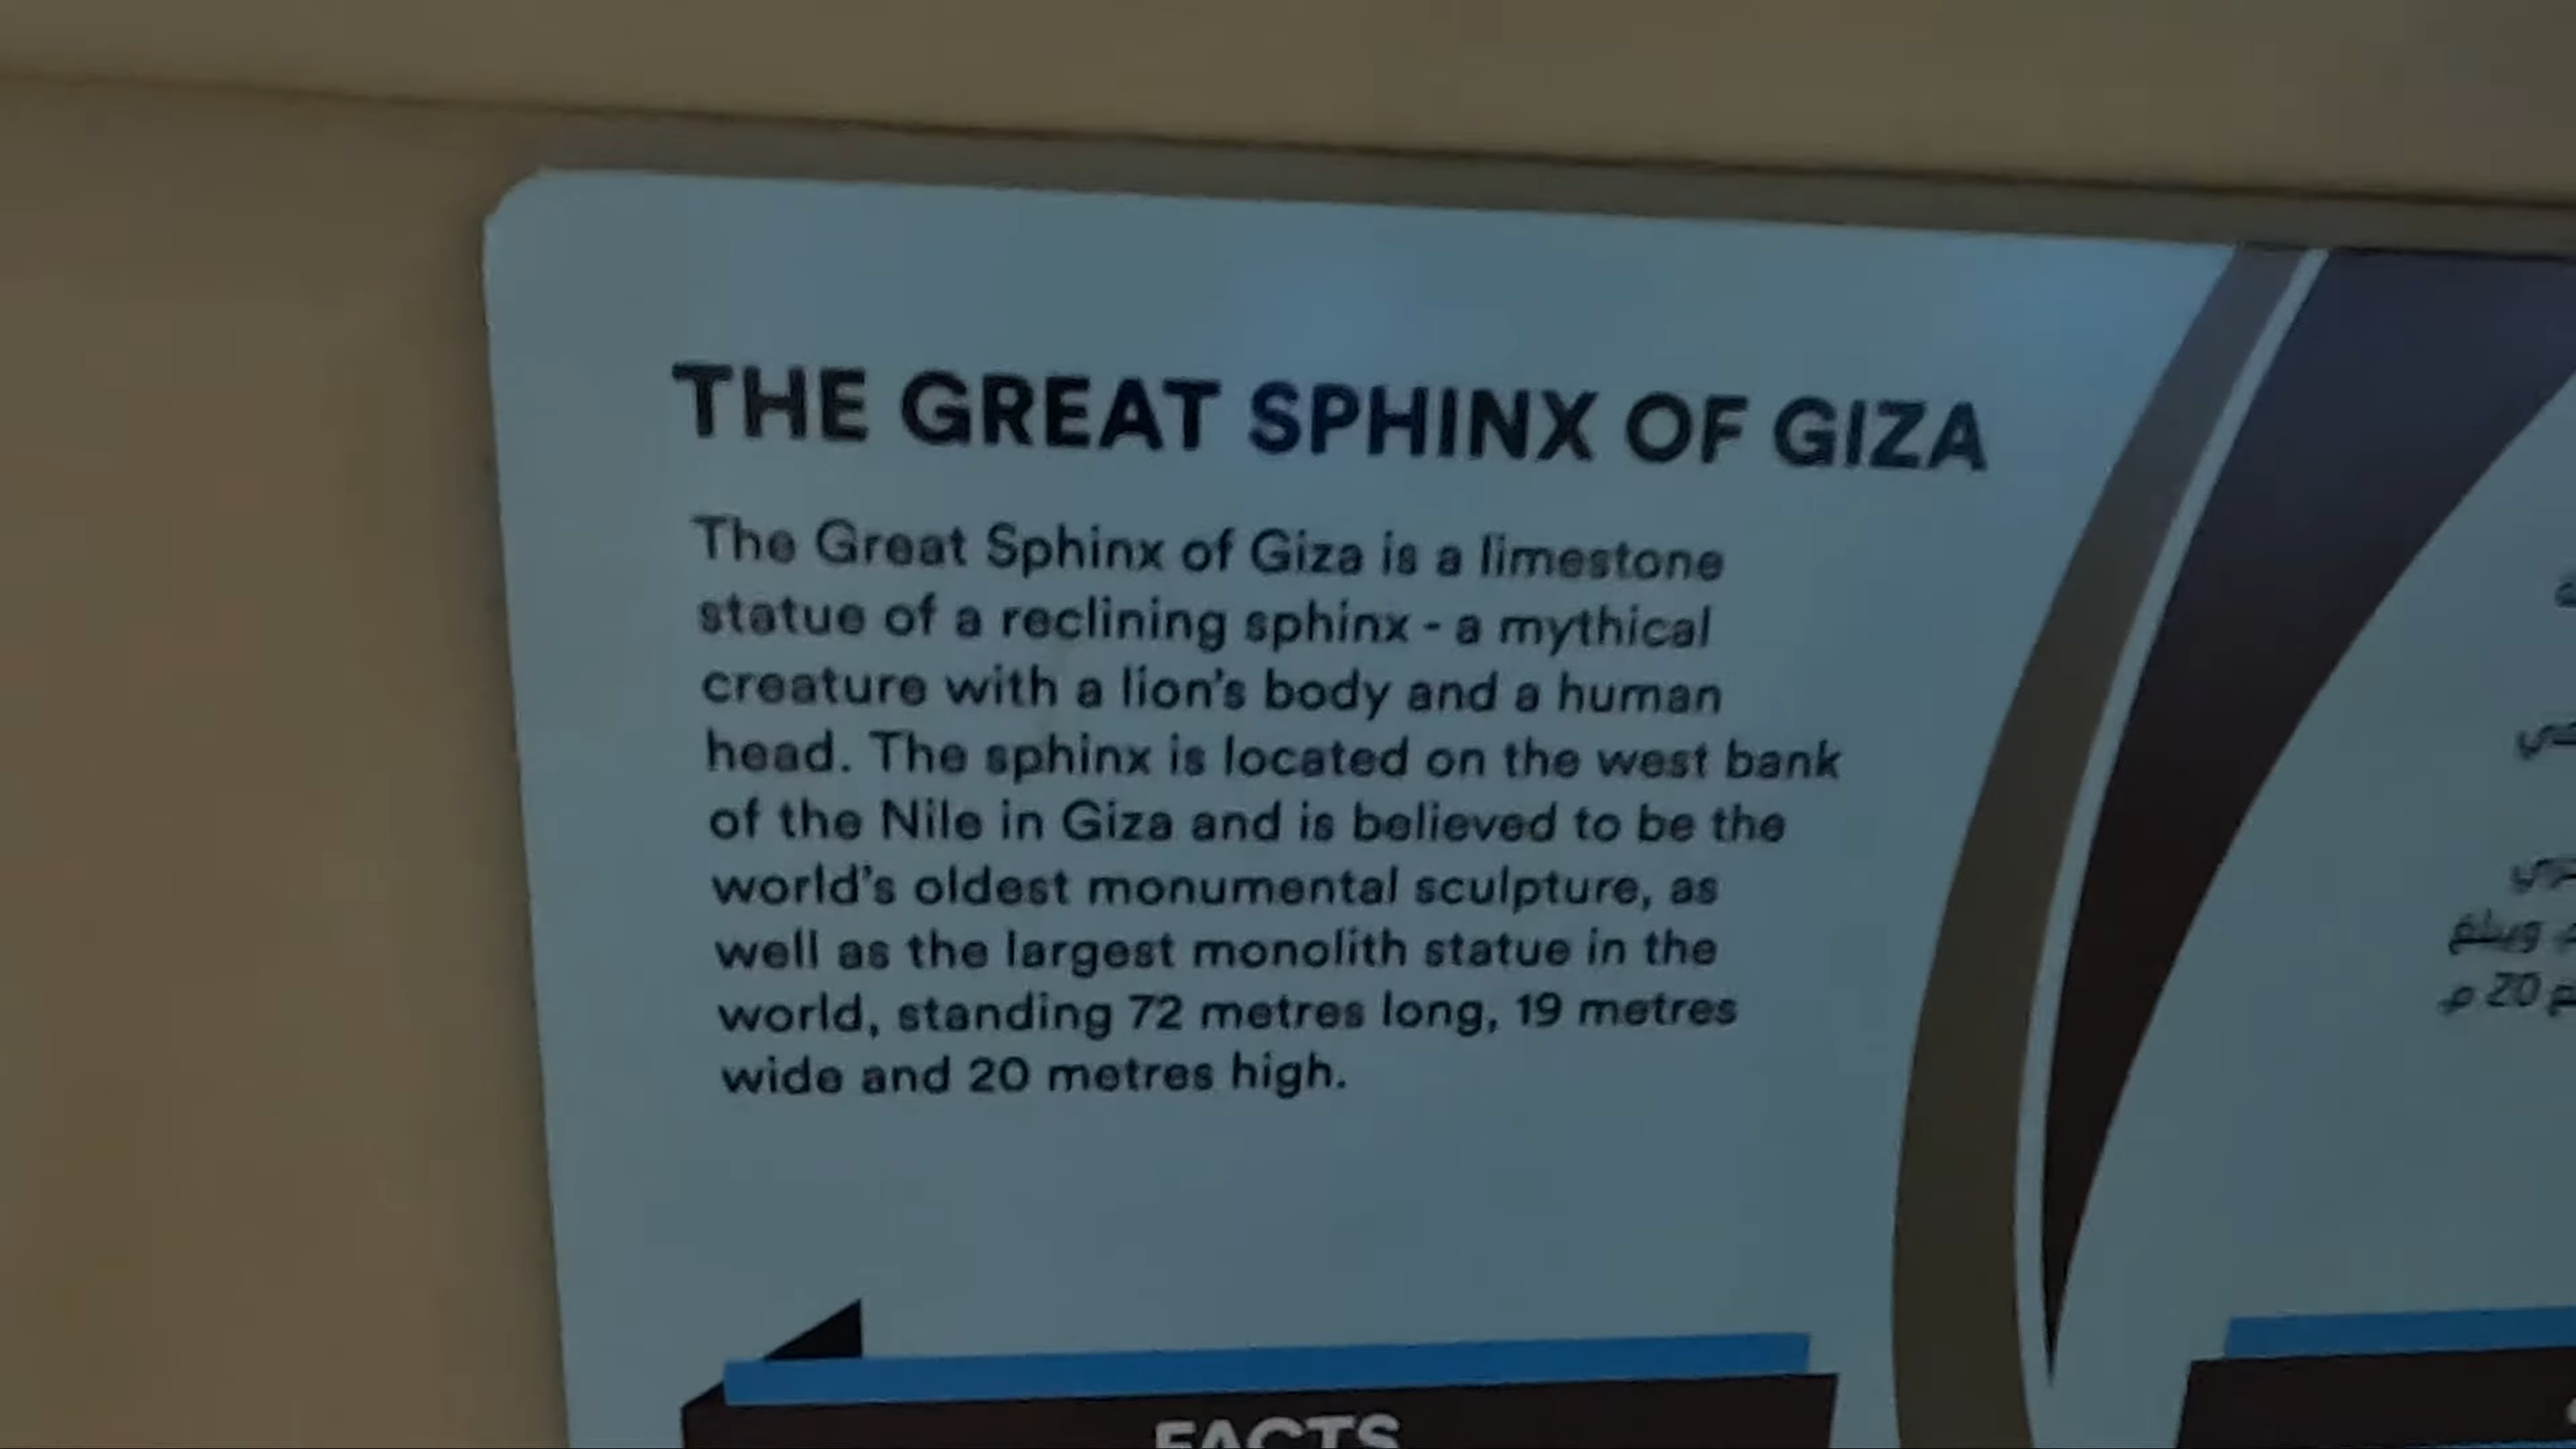 THE GREAT SPHINX OF GIZA
The Great Sphinx of Giza is a limestone
statue of a reclining sphinx - a mythical
creature with a lion's body and a human
head. The sphinx is located on the west bank
of the Nile in Giza and is believed to be the
world's oldest monumental sculpture, as
well as the largest monolith statue in the
world, standing 72 metres long, 19 metres
wide and 20 metres high.
FACTS
ويبلغ
20 م